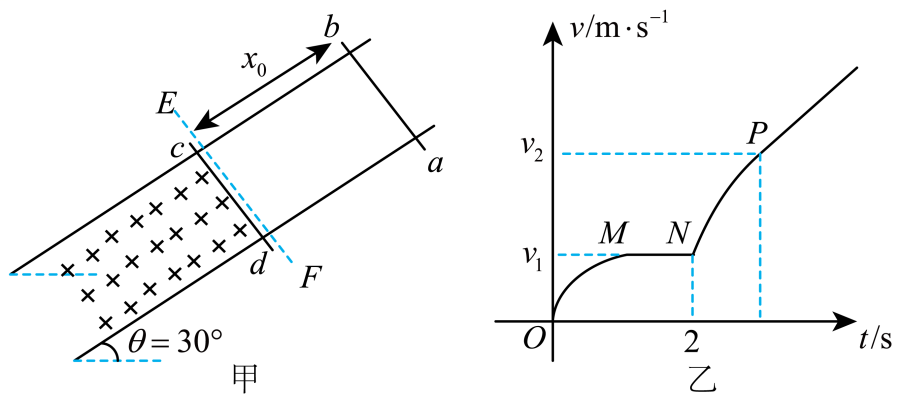 b
x₀
E
c
a
d
F
θ = 30°
甲
v/m·s⁻¹
v₂
P
M
N
v₁
O
2
t/s
乙